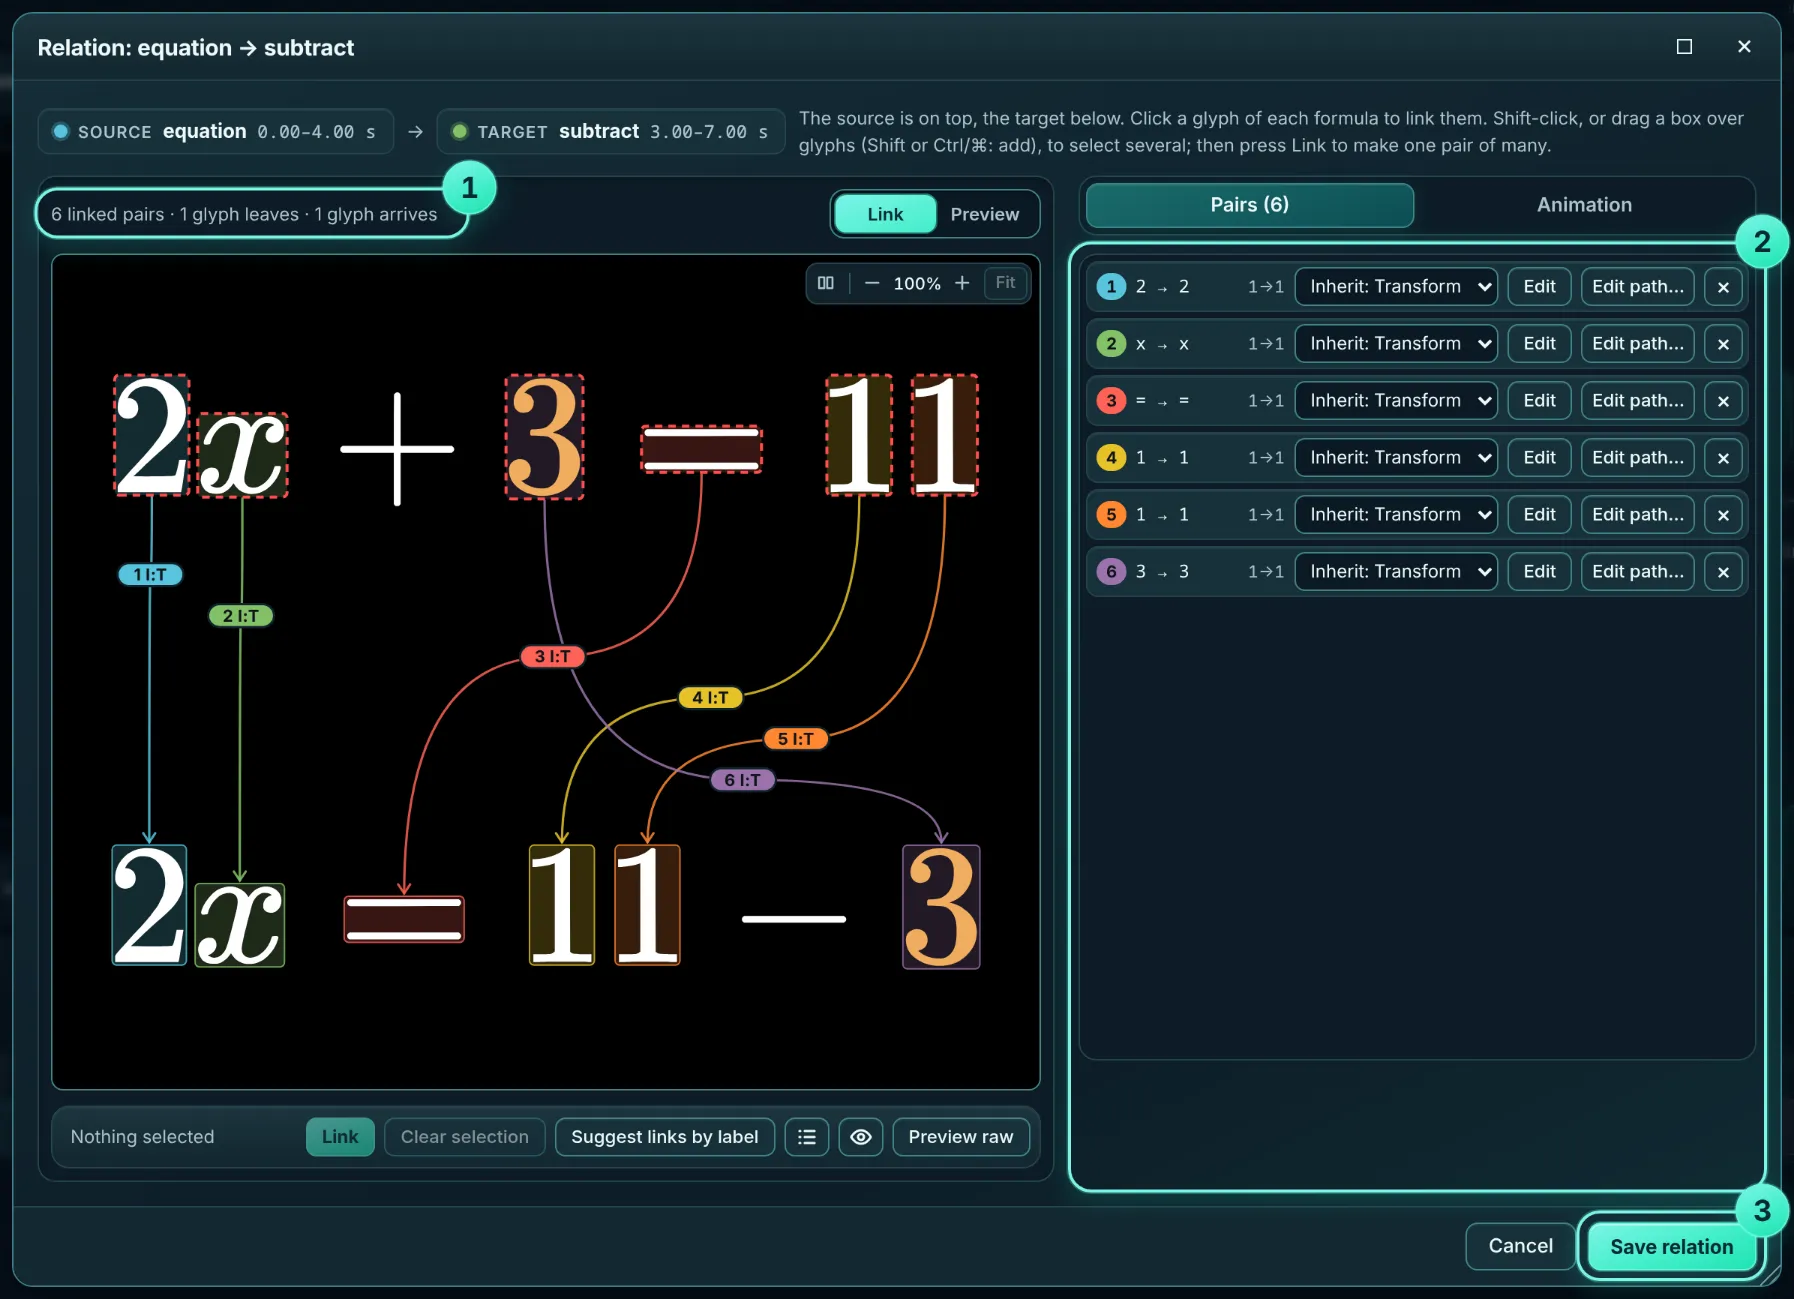 Relation: equation → subtract
SOURCE equation 0.00–4.00 s → TARGET subtract 3.00–7.00 s
The source is on top, the target below. Click a glyph of each formula to link them. Shift-click, or drag a box over
glyphs (Shift or Ctrl/⌘: add), to select several; then press Link to make one pair of many.
6 linked pairs · 1 glyph leaves · 1 glyph arrives
1
Link Preview
− 100% + Fit
2x + 3 = 11
1 I:T
2 I:T
3 I:T
4 I:T
5 I:T
6 I:T
2x = 11 − 3
Nothing selected Link Clear selection Suggest links by label Preview raw
Pairs (6) Animation
2
1 2 → 2 1→1 Inherit: Transform Edit Edit path... ×
2 x → x 1→1 Inherit: Transform Edit Edit path... ×
3 = → = 1→1 Inherit: Transform Edit Edit path... ×
4 1 → 1 1→1 Inherit: Transform Edit Edit path... ×
5 1 → 1 1→1 Inherit: Transform Edit Edit path... ×
6 3 → 3 1→1 Inherit: Transform Edit Edit path... ×
3
Cancel Save relation